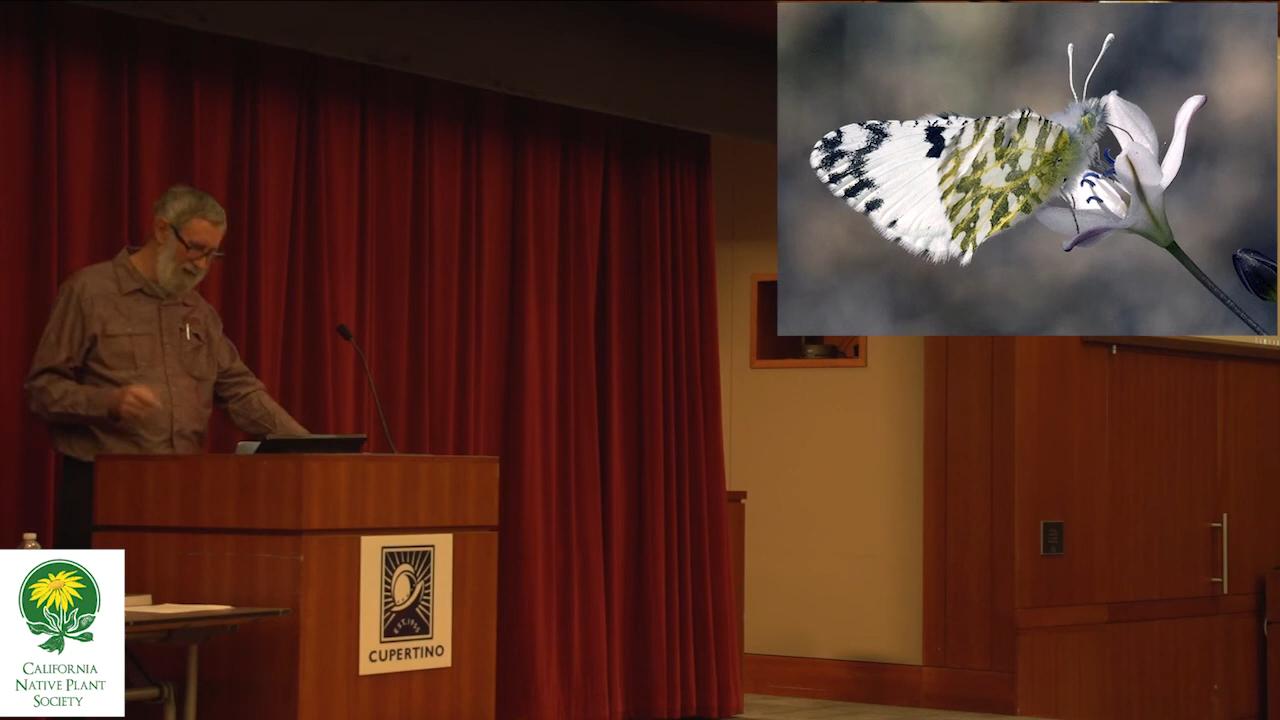 EST. 1955
CUPERTINO
CALIFORNIA
NATIVE PLANT
SOCIETY